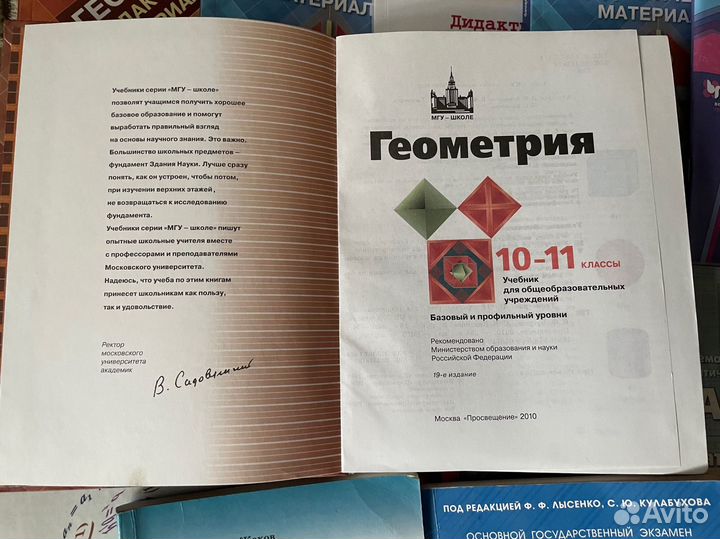 МАТЕРИАЛ
Дидакт
МАТЕРИА
Учебники серии «МГУ – школе»
позволят учащимся получить хорошее
базовое образование и помогут
выработать правильный взгляд
на основы научного знания. Это важно.
Большинство школьных предметов –
фундамент Здания Науки. Лучше сразу
понять, как он устроен, чтобы потом,
при изучении верхних этажей ,
не возвращаться к исследованию
фундамента.
Учебники серии «МГУ – школе» пишут
опытные школьные учителя вместе
с профессорами и преподавателями
Московского университета.
Надеюсь, что учеба по этим книгам
принесет школьникам как пользу,
так и удовольствие.
Ректор
московского
университета
академик
В. Садовничий
МГУ – ШКОЛЕ
Геометрия
10–11 КЛАССЫ
Учебник
для общеобразовательных
учреждений
Базовый и профильный уровни
Рекомендовано
Министерством образования и науки
Российской Федерации
19-е издание
Москва «Просвещение» 2010
ПОД РЕДАКЦИЕЙ Ф. Ф. ЛЫСЕНКО, С. Ю. КУЛАБУХОВА
ОСНОВНОЙ ГОСУДАРСТВЕННЫЙ ЭКЗАМЕН
Avito